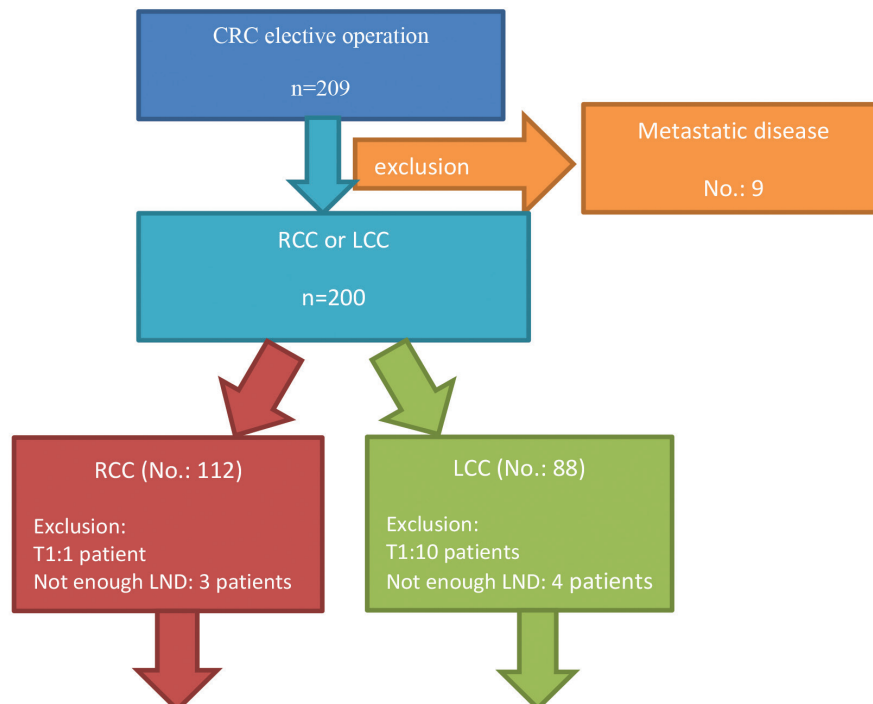 CRC elective operation
n=209
exclusion
Metastatic disease
No.: 9
RCC or LCC
n=200
RCC (No.: 112)
Exclusion:
T1:1 patient
Not enough LND: 3 patients
LCC (No.: 88)
Exclusion:
T1:10 patients
Not enough LND: 4 patients